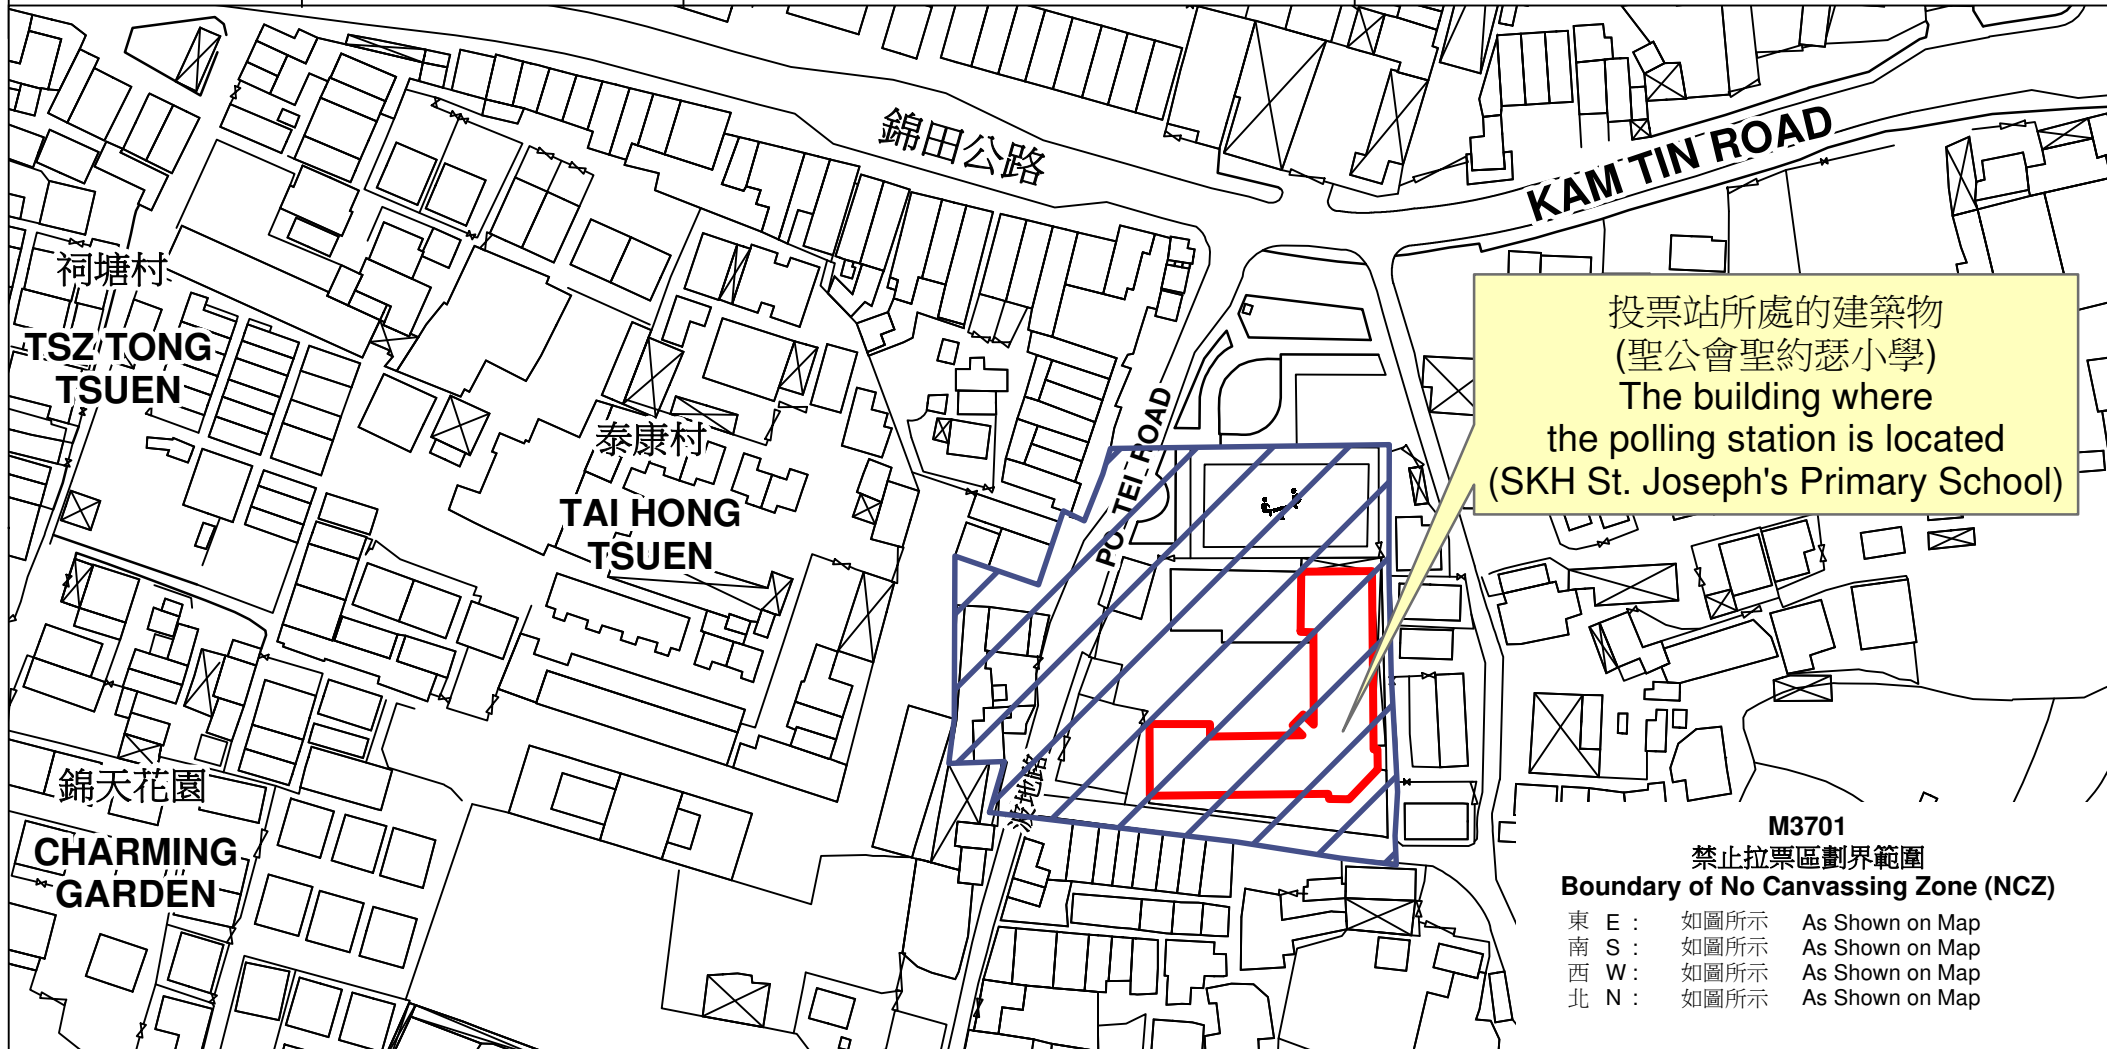 錦田公路
KAM TIN ROAD
祠塘村
TSZ TONG
TSUEN
泰康村
TAI HONG
TSUEN
PO TEI ROAD
波地路
錦天花園
CHARMING
GARDEN
投票站所處的建築物
(聖公會聖約瑟小學)
The building where
the polling station is located
(SKH St. Joseph's Primary School)
M3701
禁止拉票區劃界範圍
Boundary of No Canvassing Zone (NCZ)
東 E : 如圖所示 As Shown on Map
南 S : 如圖所示 As Shown on Map
西 W : 如圖所示 As Shown on Map
北 N : 如圖所示 As Shown on Map